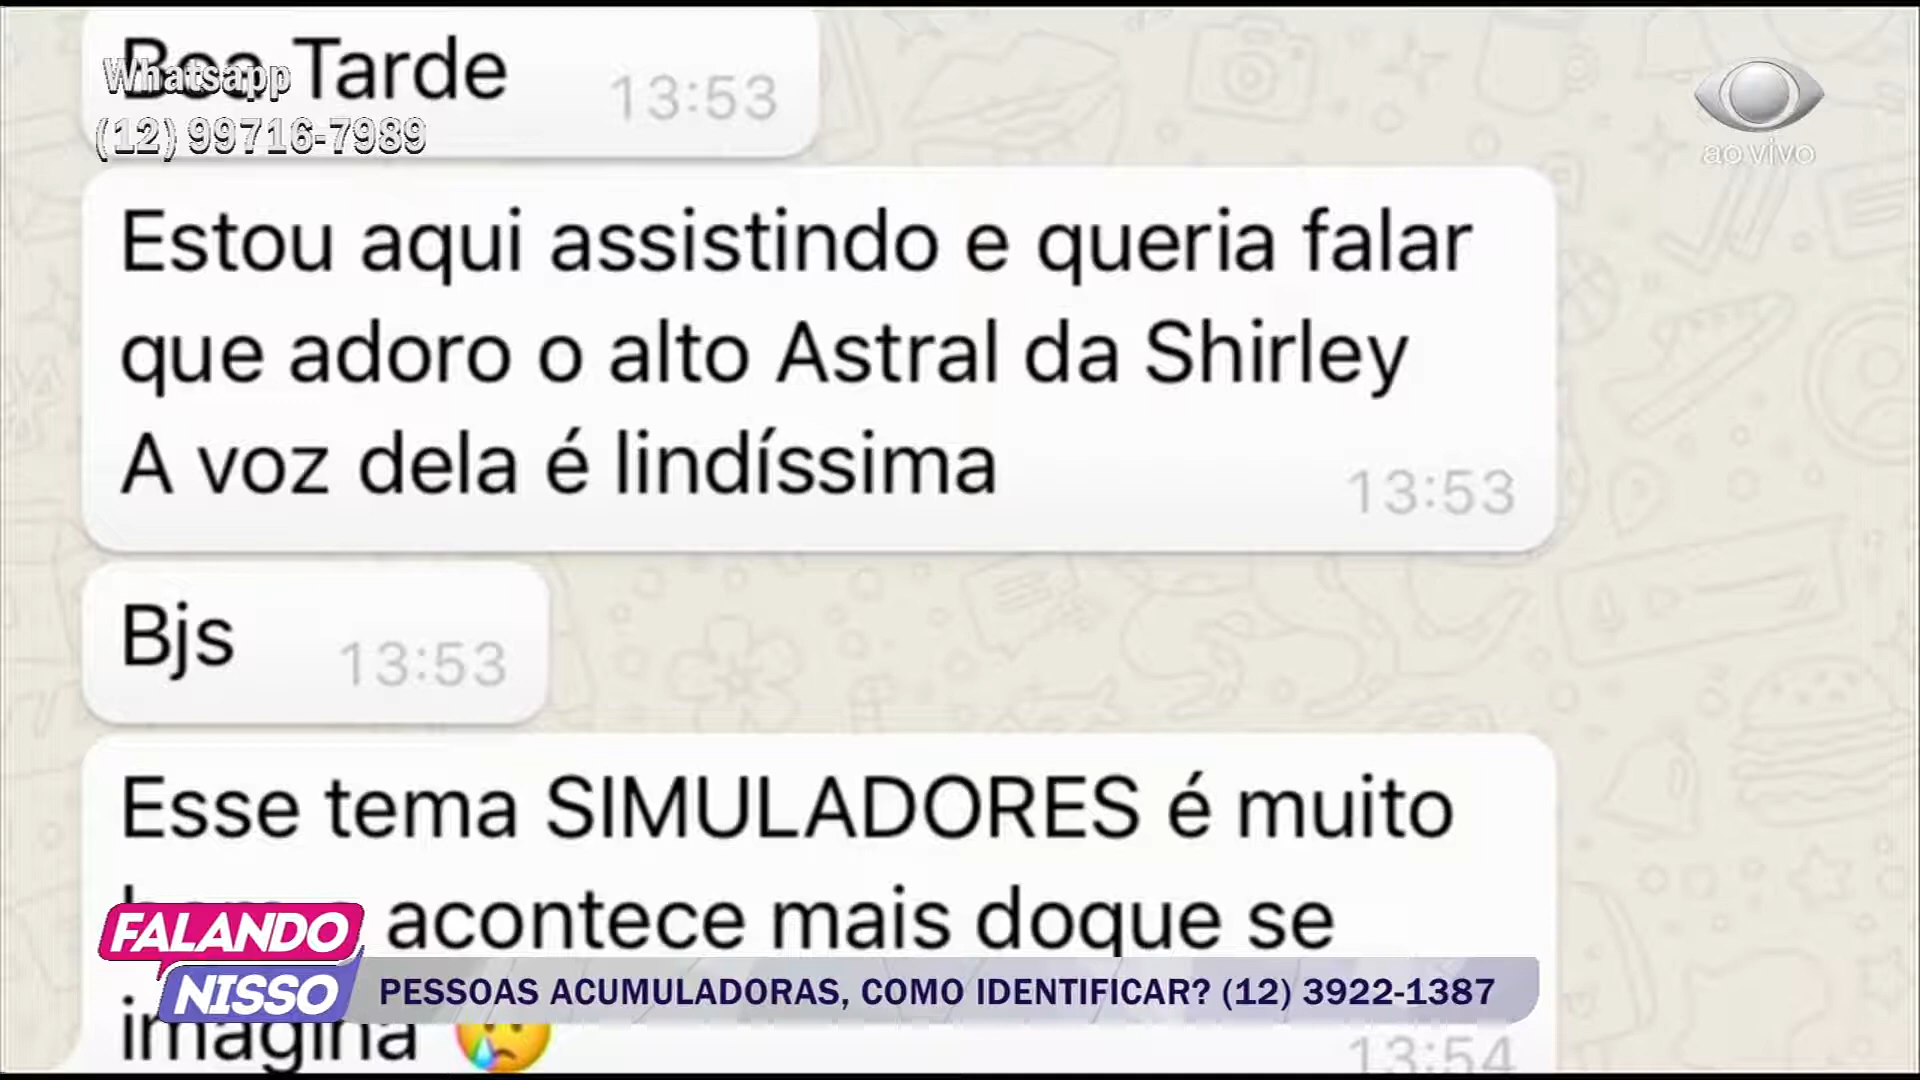 Boa Tarde 13:53
Whatsapp
(12) 99716-7989
ao vivo
Estou aqui assistindo e queria falar
que adoro o alto Astral da Shirley
A voz dela é lindíssima 13:53
Bjs 13:53
Esse tema SIMULADORES é muito
acontece mais doque se
imagina 😢 13:54
FALANDO
NISSO
PESSOAS ACUMULADORAS, COMO IDENTIFICAR? (12) 3922-1387